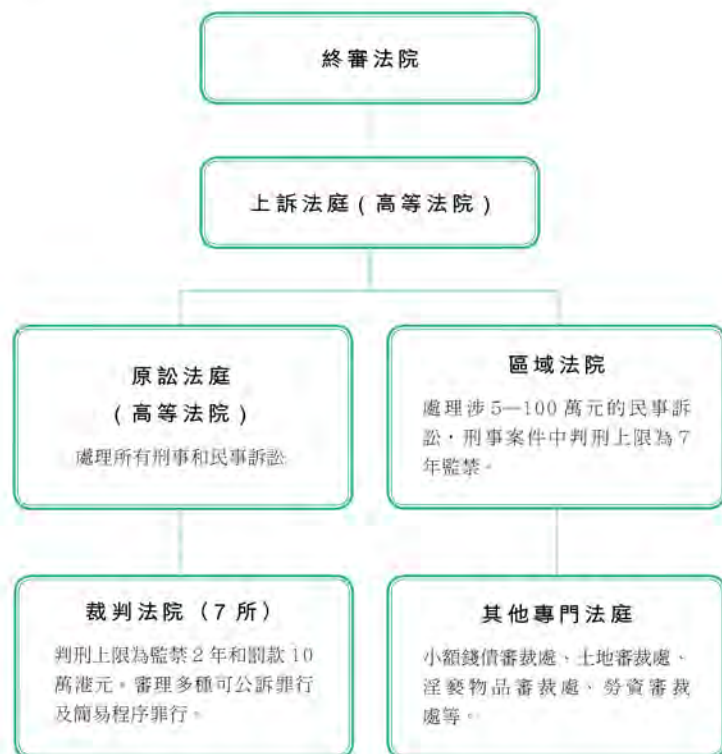 終審法院
上訴法庭（高等法院）
原訟法庭
（高等法院）
處理所有刑事和民事訴訟
區域法院
處理涉5—100萬元的民事訴
訟，刑事案件中判刑上限為7
年監禁。
裁判法院（7所）
判刑上限為監禁2年和罰款10
萬港元。審理多種可公訴罪行
及簡易程序罪行。
其他專門法庭
小額錢債審裁處、土地審裁處、
淫褻物品審裁處、勞資審裁
處等。